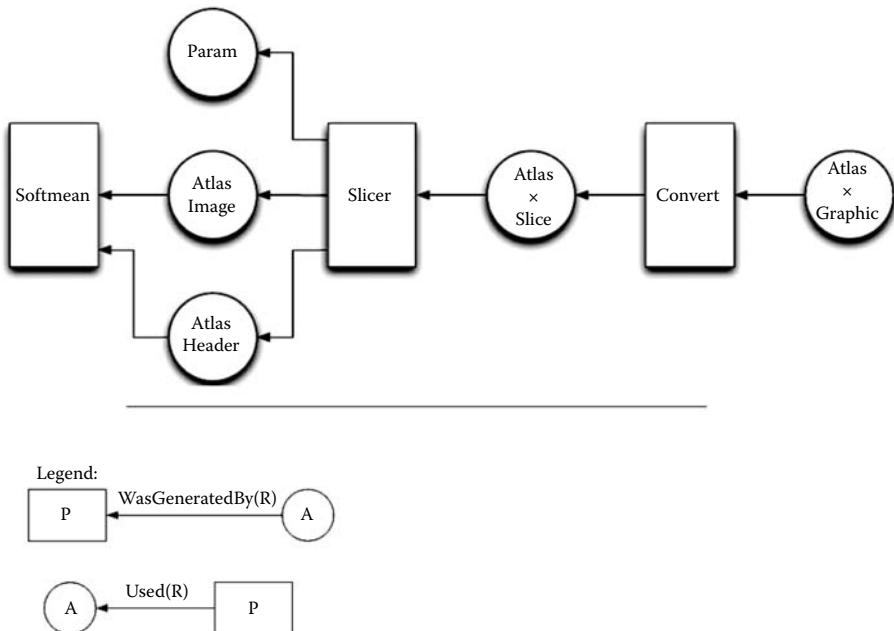 Param
Softmean
Atlas
Image
Slicer
Atlas
×
Slice
Convert
Atlas
×
Graphic
Atlas
Header
Legend:
P
WasGeneratedBy(R)
A
A
Used(R)
P